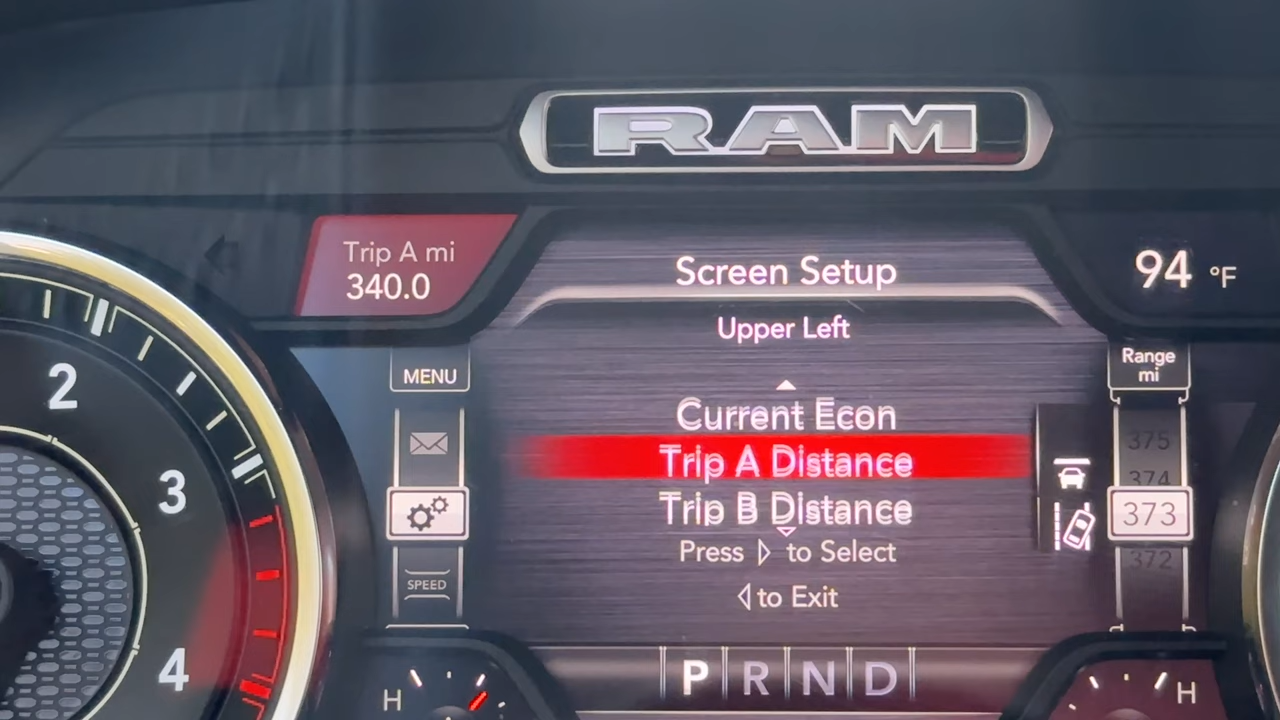 RAM
Trip A mi
340.0
Screen Setup
94 °F
Upper Left
MENU
Range
mi
2
Current Econ
375
Trip A Distance
374
3
Trip B Distance
373
Press ▷ to Select
372
SPEED
◁ to Exit
4
P R N D
H
H